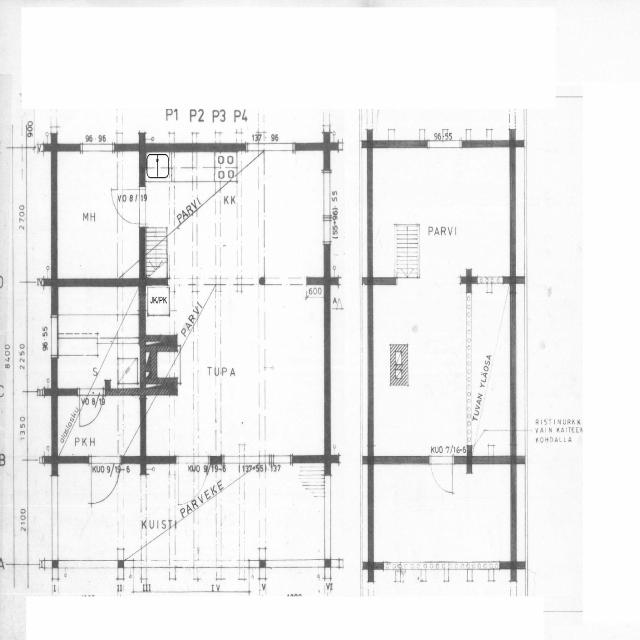 P1 P2 P3 P4
900
96 · 96
137 · 96
96·55
VO 8/19
MH
PARVI
KK
(55+96) 55
PARVI
2700
600
A
JK/PK
PARVI
96 55
8400
2250
S
TUPA
TUVAN YLÄOSA
VO 8/19
alaslasku
PKH
1350
RISTINURKK
VAIN KAITEEN
KOHDALLA
KUO 7/16-6
B
KUO 9/19-6
KUO 9/19-6
(137+55) 137
PARVEKE
KUISTI
2100
A
I II III IV V VI